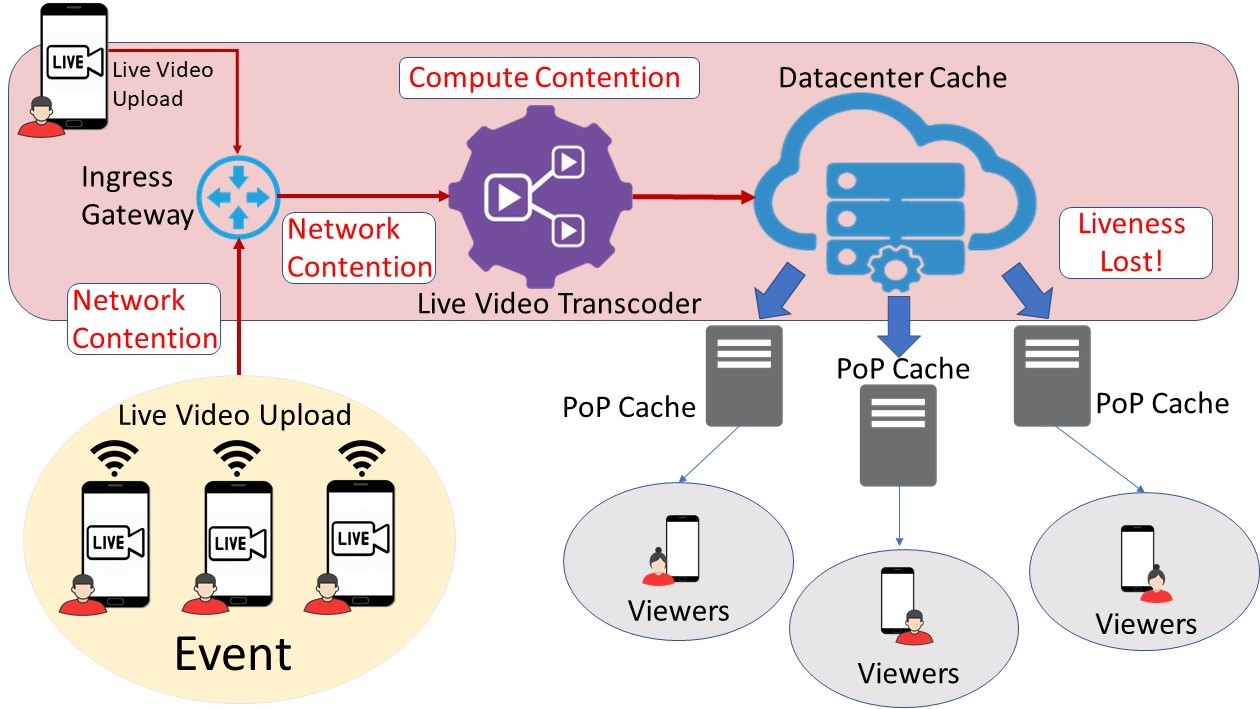 LIVE
Live Video
Upload
Compute Contention
Datacenter Cache
Ingress
Gateway
Network
Contention
Liveness
Lost!
Network
Contention
Live Video Transcoder
PoP Cache
PoP Cache
PoP Cache
Live Video Upload
LIVE
LIVE
LIVE
Event
Viewers
Viewers
Viewers